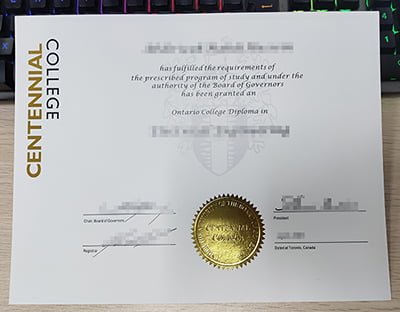 CENTENNIAL
COLLEGE
has fulfilled the requirements of
the prescribed program of study and under the
authority of the Board of Governors
has been granted an
Ontario College Diploma in
CENTENNIAL
COLLEGE
Chair, Board of Governors
President
Registrar
Dated at Toronto, Canada